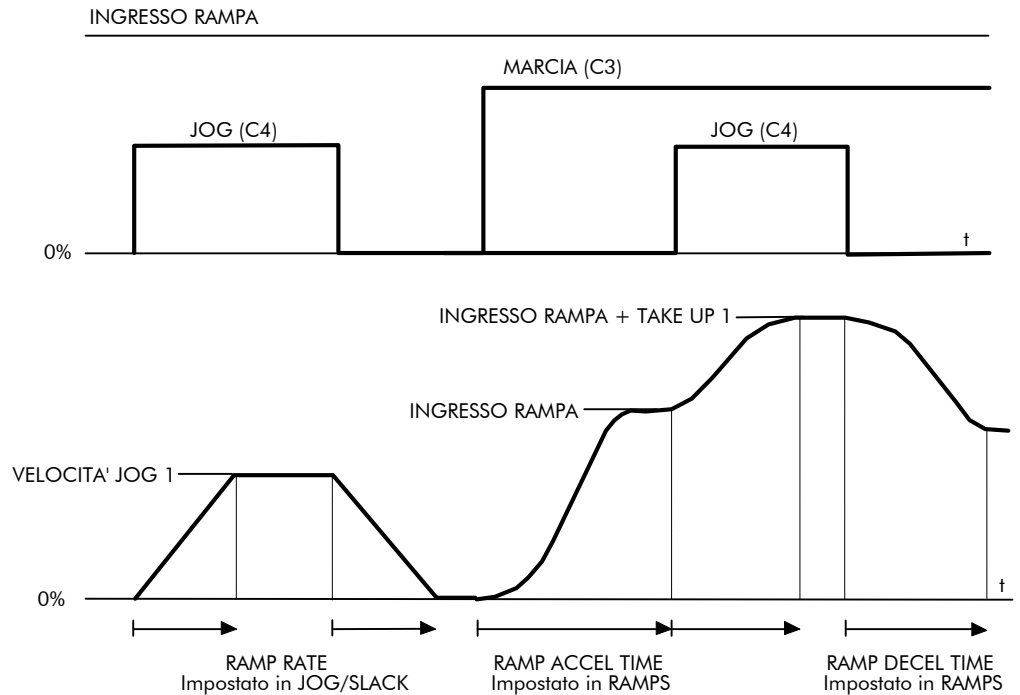 INGRESSO RAMPA
MARCIA (C3)
JOG (C4)
JOG (C4)
t
0%
INGRESSO RAMPA + TAKE UP 1
INGRESSO RAMPA
VELOCITA' JOG 1
t
0%
RAMP RATE
Impostato in JOG/SLACK
RAMP ACCEL TIME
Impostato in RAMPS
RAMP DECEL TIME
Impostato in RAMPS